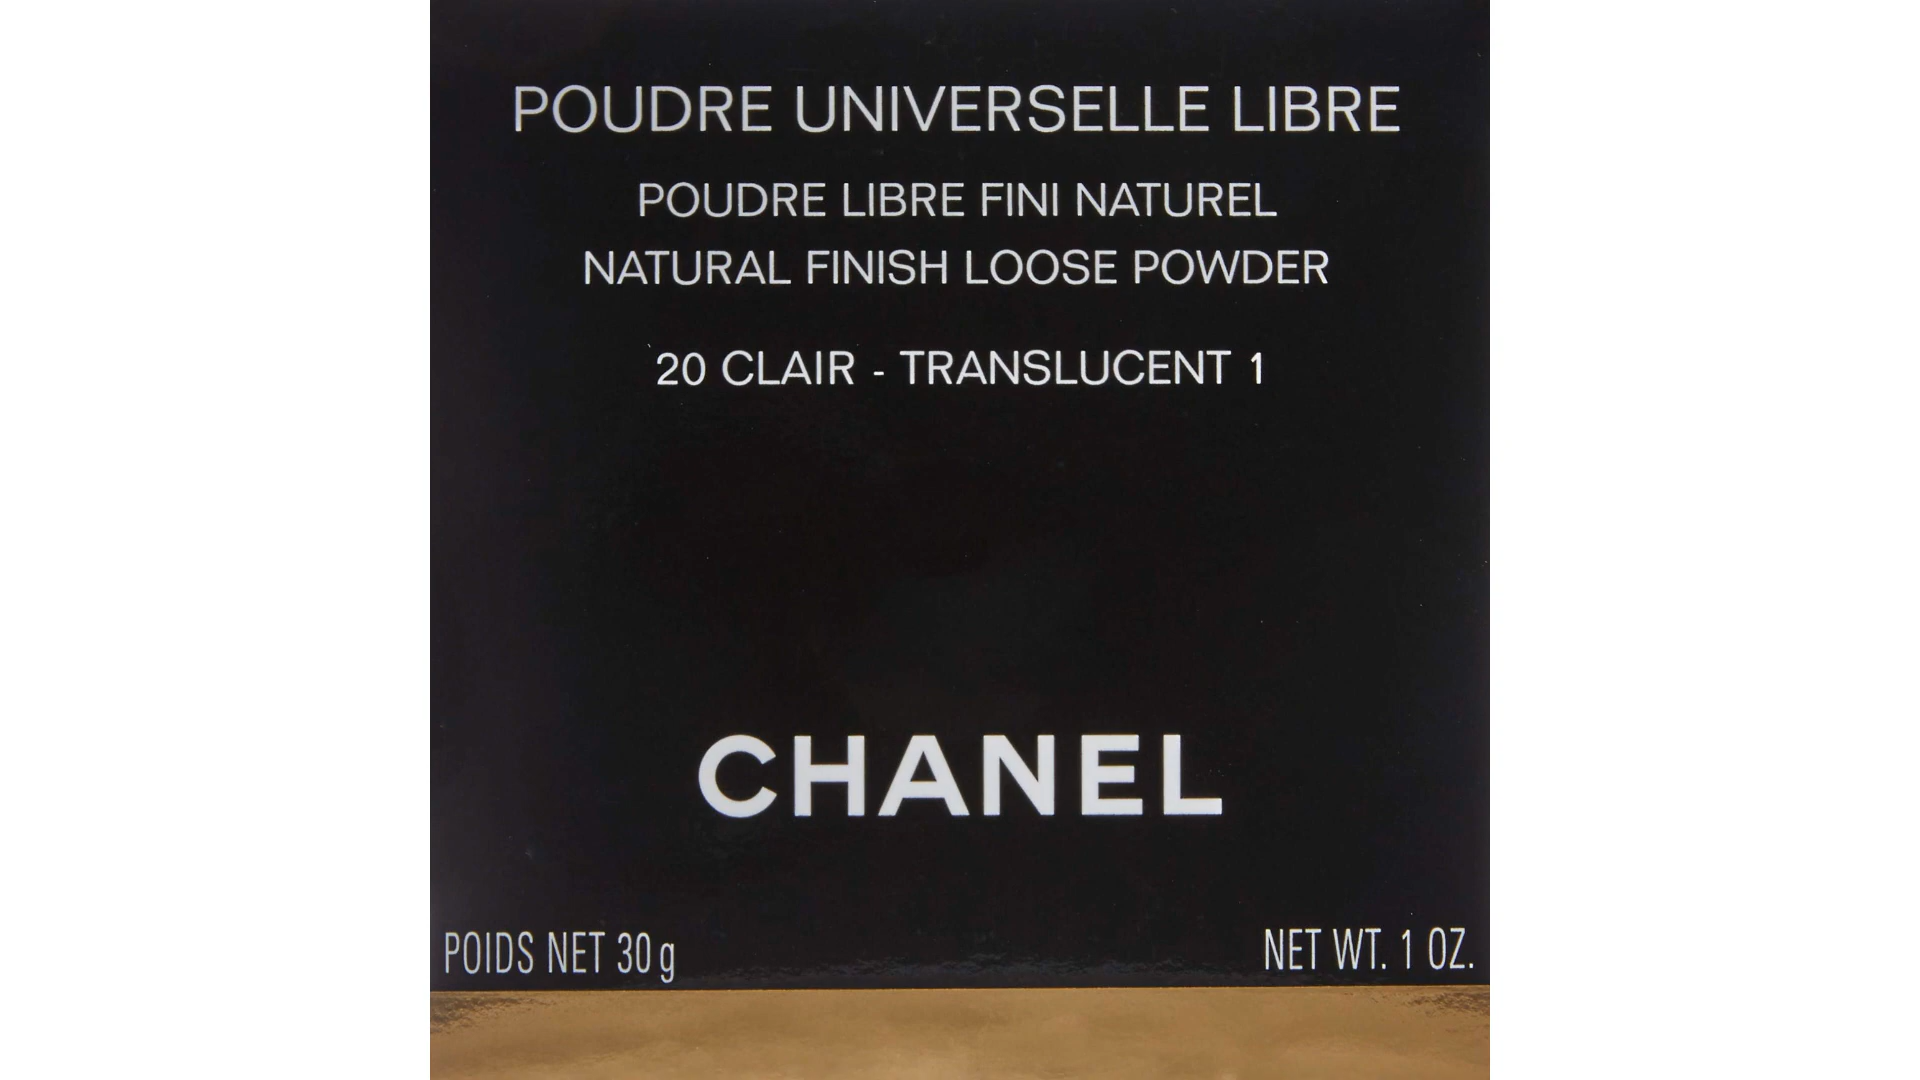 POUDRE UNIVERSELLE LIBRE
POUDRE LIBRE FINI NATUREL
NATURAL FINISH LOOSE POWDER
20 CLAIR - TRANSLUCENT 1
CHANEL
POIDS NET 30 g
NET WT. 1 OZ.